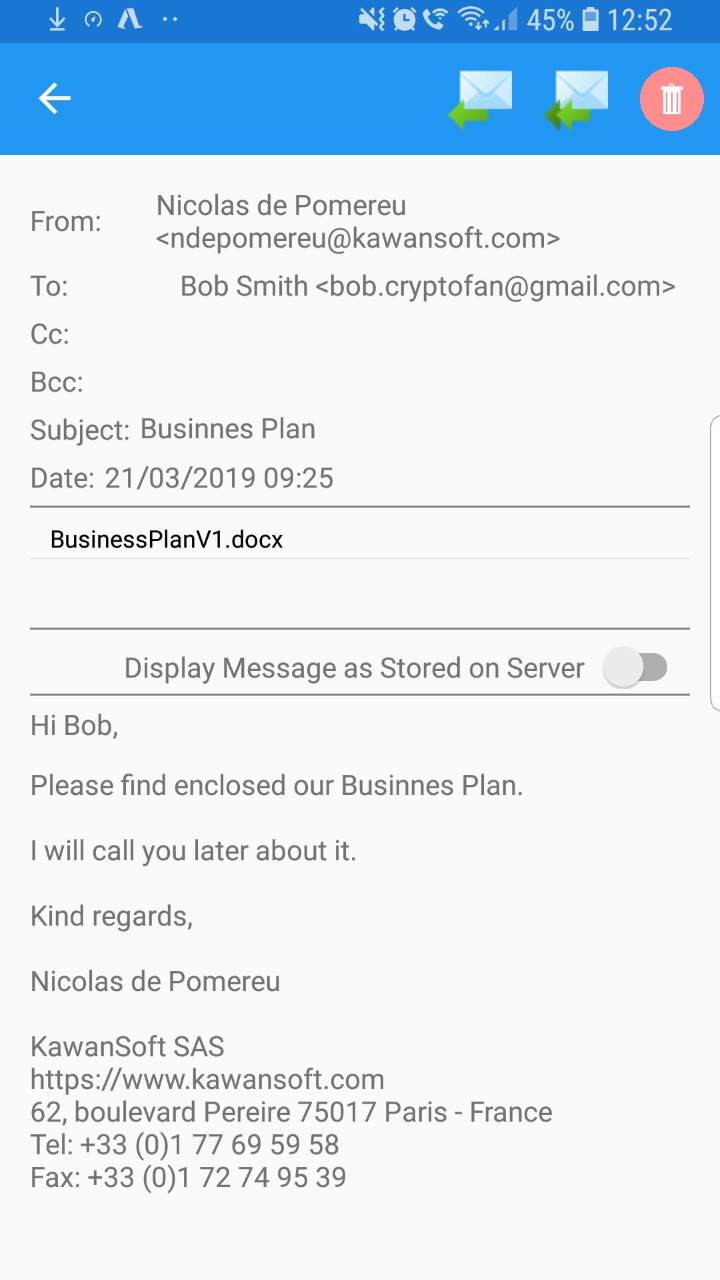 45% 12:52
From: Nicolas de Pomereu
<ndepomereu@kawansoft.com>
To: Bob Smith <bob.cryptofan@gmail.com>
Cc:
Bcc:
Subject: Businnes Plan
Date: 21/03/2019 09:25
BusinessPlanV1.docx
Display Message as Stored on Server
Hi Bob,
Please find enclosed our Businnes Plan.
I will call you later about it.
Kind regards,
Nicolas de Pomereu
KawanSoft SAS
https://www.kawansoft.com
62, boulevard Pereire 75017 Paris - France
Tel: +33 (0)1 77 69 59 58
Fax: +33 (0)1 72 74 95 39